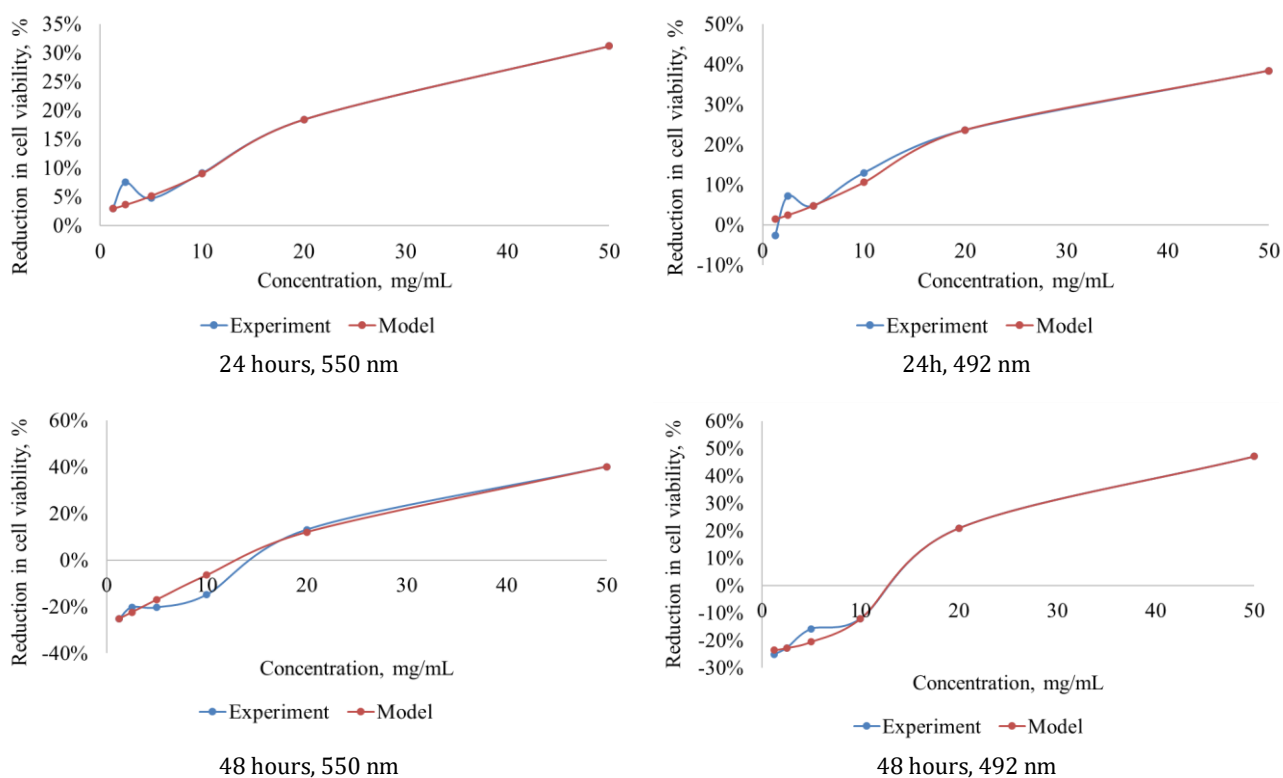 Reduction in cell viability, %
35%
30%
25%
20%
15%
10%
5%
0%
0 10 20 30 40 50
Concentration, mg/mL
Experiment Model
24 hours, 550 nm
Reduction in cell viability, %
50%
40%
30%
20%
10%
0%
-10%
0 10 20 30 40 50
Concentration, mg/mL
Experiment Model
24h, 492 nm
Reduction in cell viability, %
60%
40%
20%
0%
-20%
-40%
0 10 20 30 40 50
Concentration, mg/mL
Experiment Model
48 hours, 550 nm
Reduction in cell viability, %
60%
50%
40%
30%
20%
10%
0%
-10%
-20%
-30%
0 10 20 30 40 50
Concentration, mg/mL
Experiment Model
48 hours, 492 nm